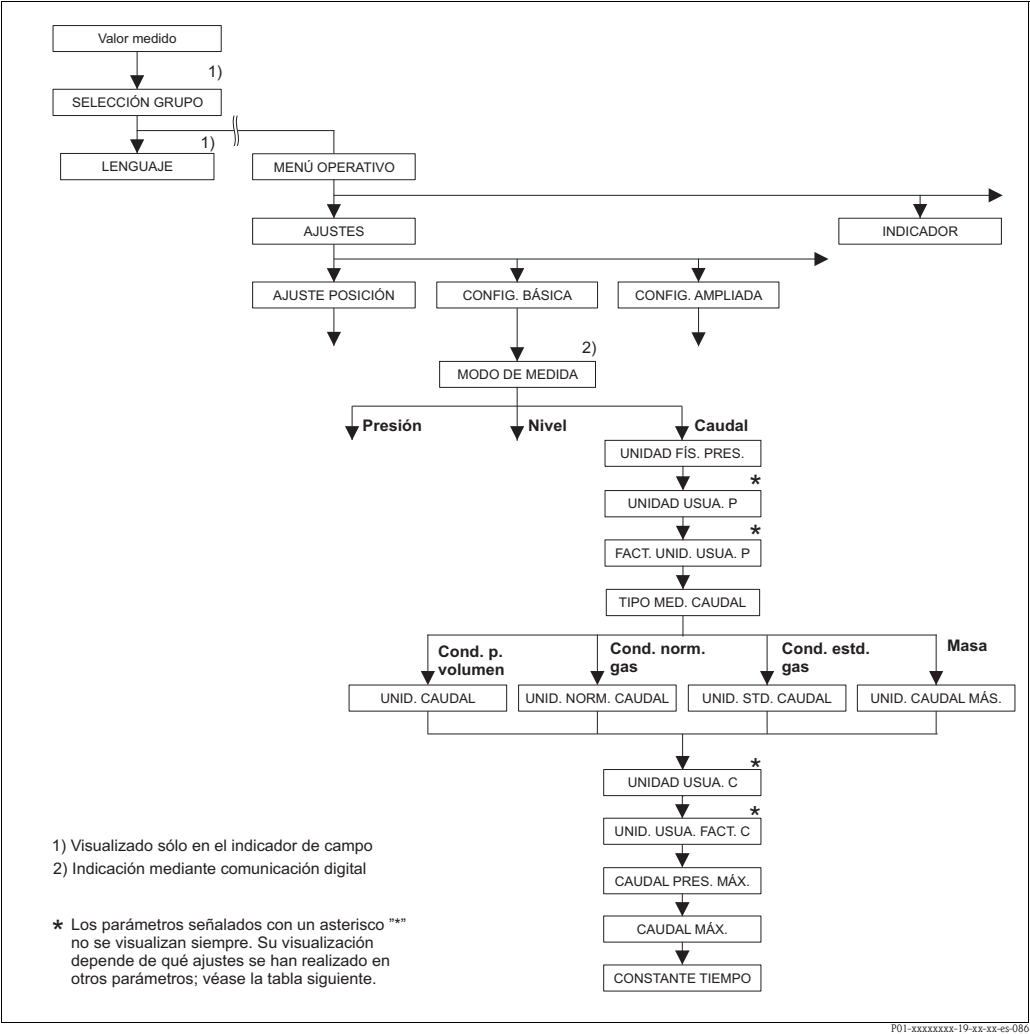 Valor medido
1)
SELECCIÓN GRUPO
1)
LENGUAJE
MENÚ OPERATIVO
AJUSTES
INDICADOR
AJUSTE POSICIÓN
CONFIG. BÁSICA
CONFIG. AMPLIADA
2)
MODO DE MEDIDA
Presión
Nivel
Caudal
UNIDAD FÍS. PRES.
*
UNIDAD USUA. P
*
FACT. UNID. USUA. P
TIPO MED. CAUDAL
Cond. p.
volumen
Cond. norm.
gas
Cond. estd.
gas
Masa
UNID. CAUDAL
UNID. NORM. CAUDAL
UNID. STD. CAUDAL
UNID. CAUDAL MÁS.
*
UNIDAD USUA. C
*
UNID. USUA. FACT. C
CAUDAL PRES. MÁX.
CAUDAL MÁX.
CONSTANTE TIEMPO
1) Visualizado sólo en el indicador de campo
2) Indicación mediante comunicación digital
* Los parámetros señalados con un asterisco "*"
no se visualizan siempre. Su visualización
depende de qué ajustes se han realizado en
otros parámetros; véase la tabla siguiente.
P01-xxxxxxxx-19-xx-xx-es-086